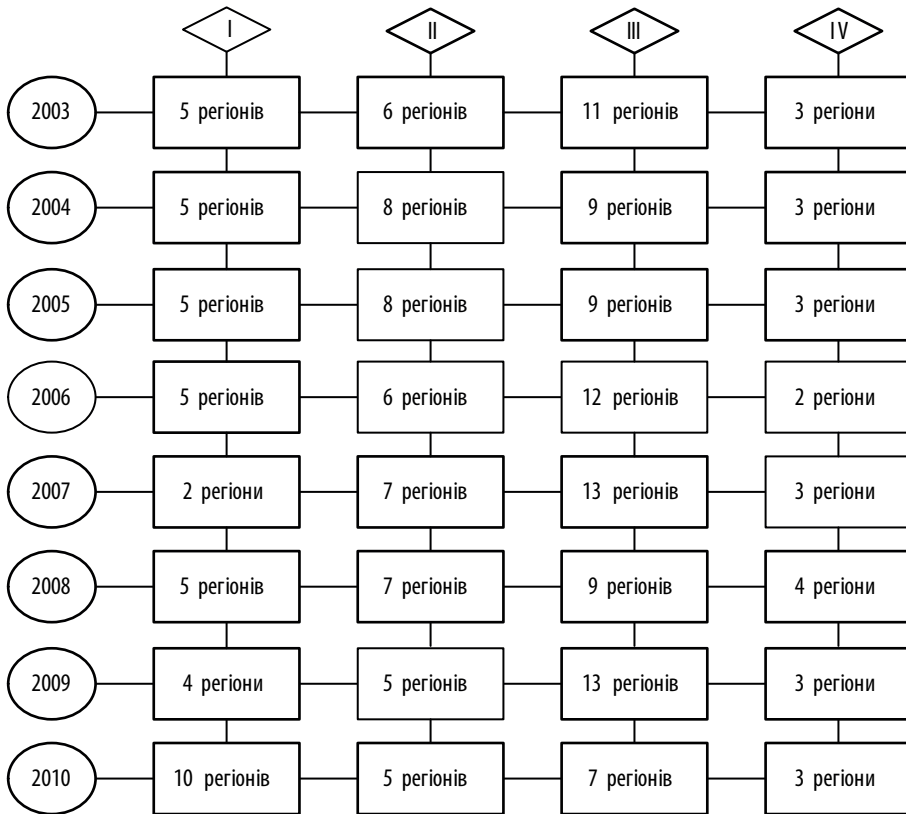 I II III IV
2003 5 регіонів 6 регіонів 11 регіонів 3 регіони
2004 5 регіонів 8 регіонів 9 регіонів 3 регіони
2005 5 регіонів 8 регіонів 9 регіонів 3 регіони
2006 5 регіонів 6 регіонів 12 регіонів 2 регіони
2007 2 регіони 7 регіонів 13 регіонів 3 регіони
2008 5 регіонів 7 регіонів 9 регіонів 4 регіони
2009 4 регіони 5 регіонів 13 регіонів 3 регіони
2010 10 регіонів 5 регіонів 7 регіонів 3 регіони